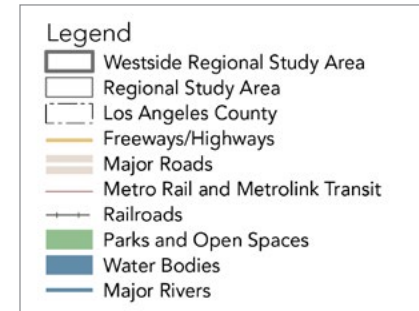 Legend
Westside Regional Study Area
Regional Study Area
Los Angeles County
Freeways/Highways
Major Roads
Metro Rail and Metrolink Transit
Railroads
Parks and Open Spaces
Water Bodies
Major Rivers